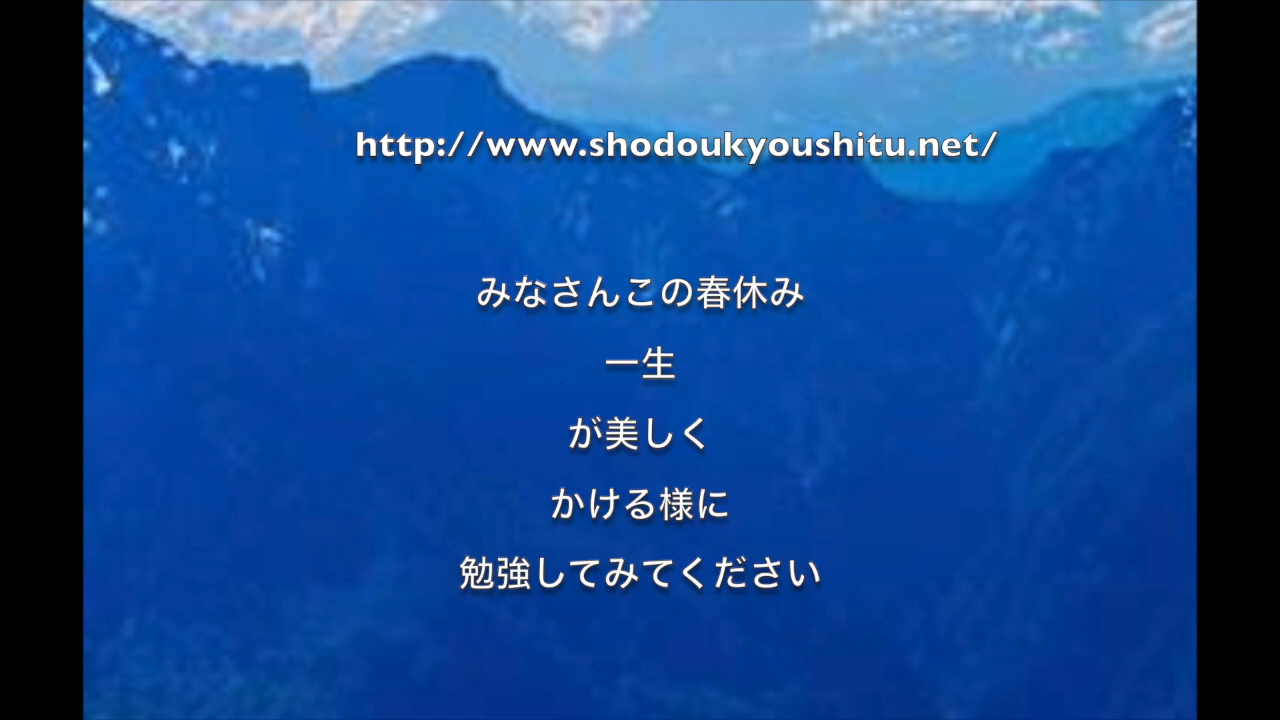 http://www.shodoukyoushitu.net/
みなさんこの春休み
一生
が美しく
かける様に
勉強してみてください